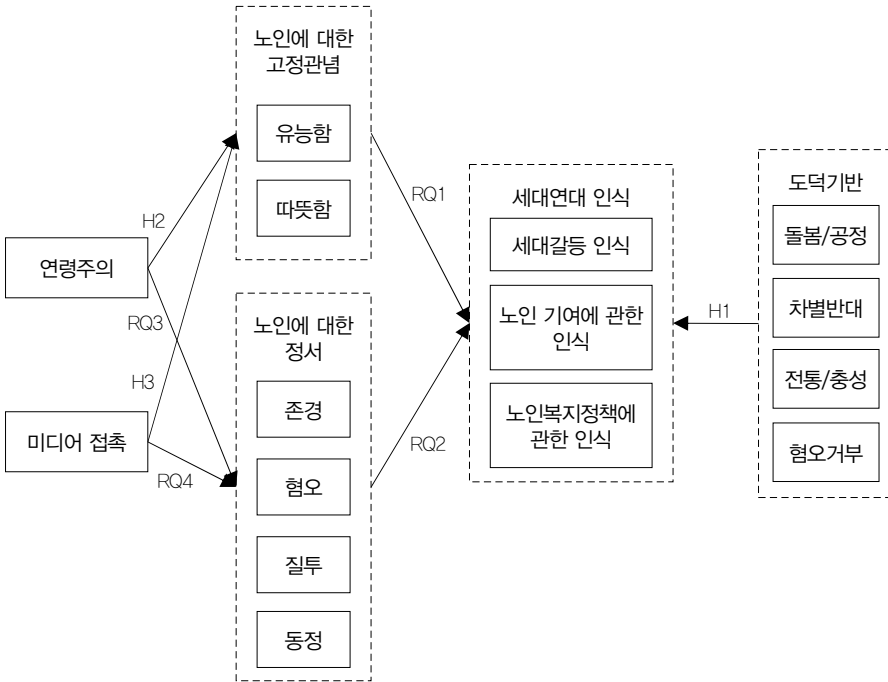 노인에 대한
고정관념
유능함
따뜻함
H2
연령주의
RQ3
H3
미디어 접촉
RQ4
노인에 대한
정서
존경
혐오
질투
동정
RQ1
RQ2
세대연대 인식
세대갈등 인식
노인 기여에 관한
인식
노인복지정책에
관한 인식
H1
도덕기반
돌봄/공정
차별반대
전통/충성
혐오거부